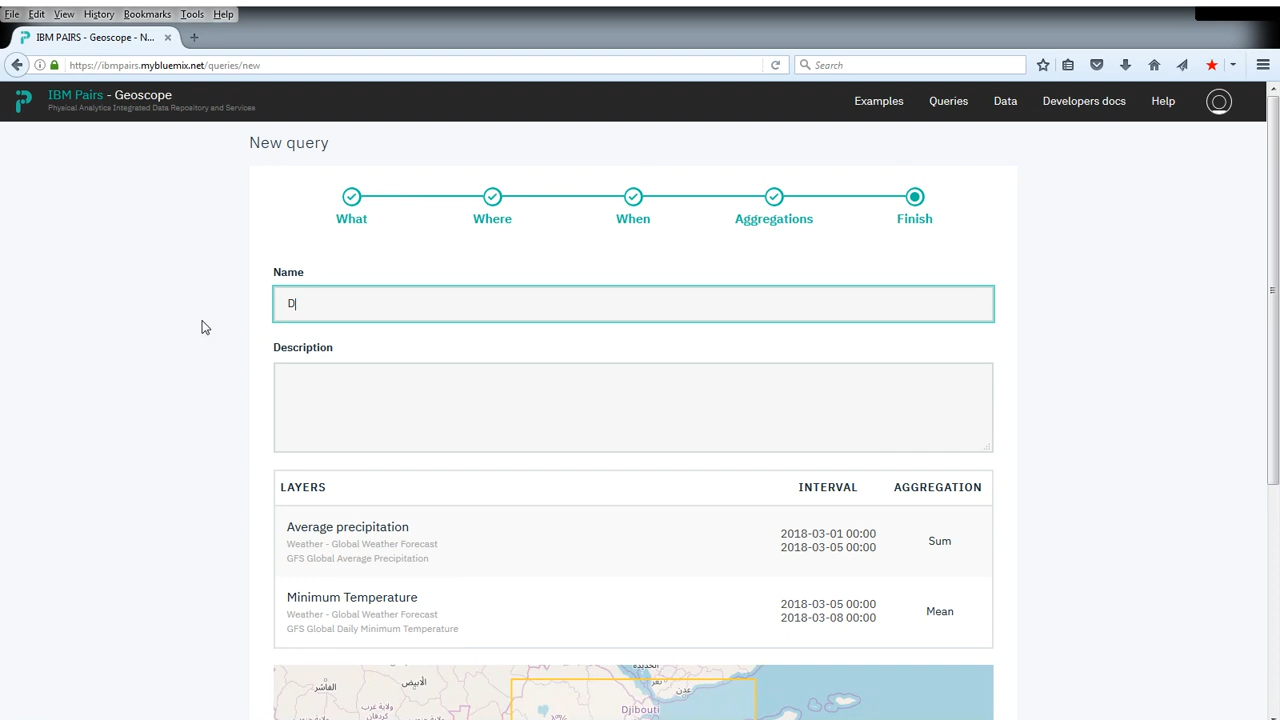 File Edit View History Bookmarks Tools Help
IBM PAIRS - Geoscope - N...
https://ibmpairs.mybluemix.net/queries/new
Search
IBM Pairs - Geoscope
Physical Analytics Integrated Data Repository and Services
Examples Queries Data Developers docs Help
New query
What Where When Aggregations Finish
Name
D
Description
LAYERS INTERVAL AGGREGATION
Average precipitation
Weather - Global Weather Forecast
GFS Global Average Precipitation
2018-03-01 00:00
2018-03-05 00:00
Sum
Minimum Temperature
Weather - Global Weather Forecast
GFS Global Daily Minimum Temperature
2018-03-05 00:00
2018-03-08 00:00
Mean
الحديدة
الأبيض
الفاشر
عدن
Djibouti
ولاية غرب
كردفان